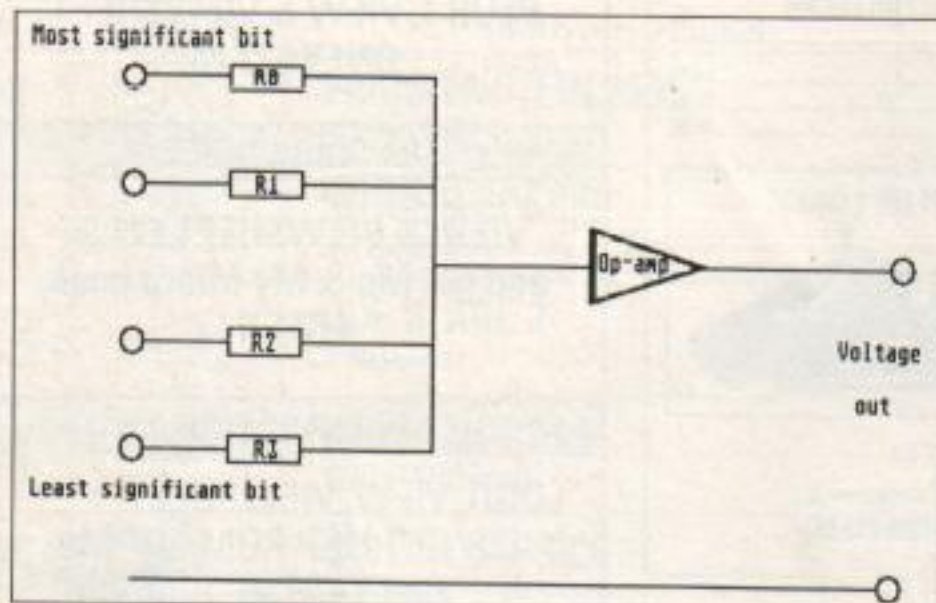 Most significant bit
R0
R1
Op-amp
R2
Voltage
out
R3
Least significant bit